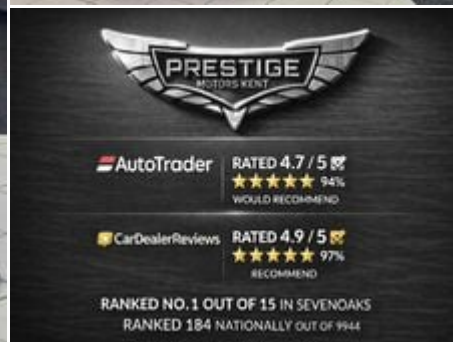 PRESTIGE
MOTORS KENT
AutoTrader
RATED 4.7 / 5
94%
WOULD RECOMMEND
CarDealerReviews
RATED 4.9 / 5
97%
RECOMMEND
RANKED NO. 1 OUT OF 15 IN SEVENOAKS
RANKED 184 NATIONALLY OUT OF 9944